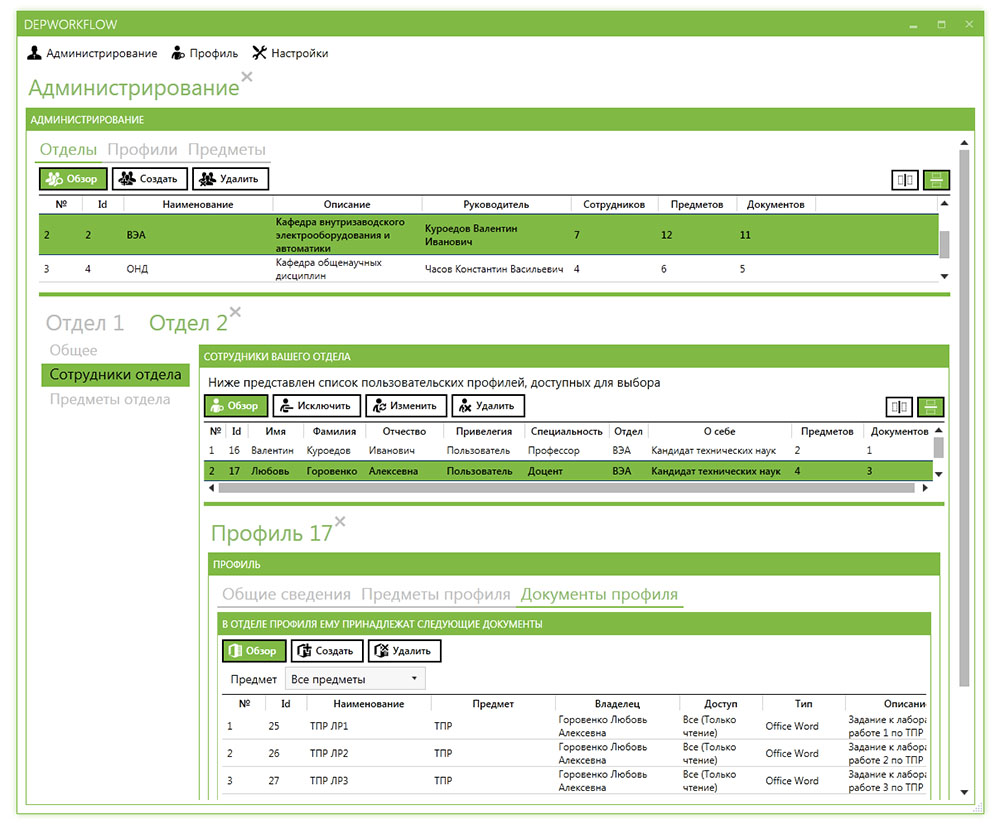 DEPWORKFLOW
Администрирование Профиль Настройки
Администрирование
АДМИНИСТРИРОВАНИЕ
Отделы Профили Предметы
Обзор Создать Удалить
№ Id Наименование Описание Руководитель Сотрудников Предметов Документов
2 2 ВЭА Кафедра внутризаводского электрооборудования и автоматики Куроедов Валентин Иванович 7 12 11
3 4 ОНД Кафедра общенаучных дисциплин Часов Константин Васильевич 4 6 5
Отдел 1 Отдел 2
Общее
Сотрудники отдела
Предметы отдела
СОТРУДНИКИ ВАШЕГО ОТДЕЛА
Ниже представлен список пользовательских профилей, доступных для выбора
Обзор Исключить Изменить Удалить
№ Id Имя Фамилия Отчество Привелегия Специальность Отдел О себе Предметов Документов
1 16 Валентин Куроедов Иванович Пользователь Профессор ВЭА Кандидат технических наук 2 1
2 17 Любовь Горовенко Алексевна Пользователь Доцент ВЭА Кандидат технических наук 4 3
Профиль 17
ПРОФИЛЬ
Общие сведения Предметы профиля Документы профиля
В ОТДЕЛЕ ПРОФИЛЯ ЕМУ ПРИНАДЛЕЖАТ СЛЕДУЮЩИЕ ДОКУМЕНТЫ
Обзор Создать Удалить
Предмет Все предметы
№ Id Наименование Предмет Владелец Доступ Тип Описани
1 25 ТПР ЛР1 ТПР Горовенко Любовь Алексевна Все (Только чтение) Office Word Задание к лабора работе 1 по ТПР
2 26 ТПР ЛР2 ТПР Горовенко Любовь Алексевна Все (Только чтение) Office Word Задание к лабора работе 2 по ТПР
3 27 ТПР ЛР3 ТПР Горовенко Любовь Алексевна Все (Только чтение) Office Word Задание к лабора работе 3 по ТПР